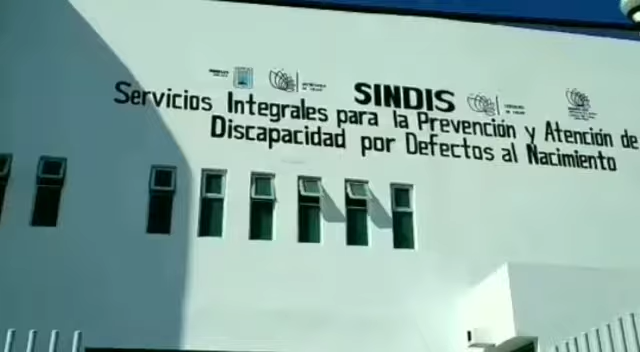 SINDIS
Servicios Integrales para la Prevención y Atención de
Discapacidad por Defectos al Nacimiento